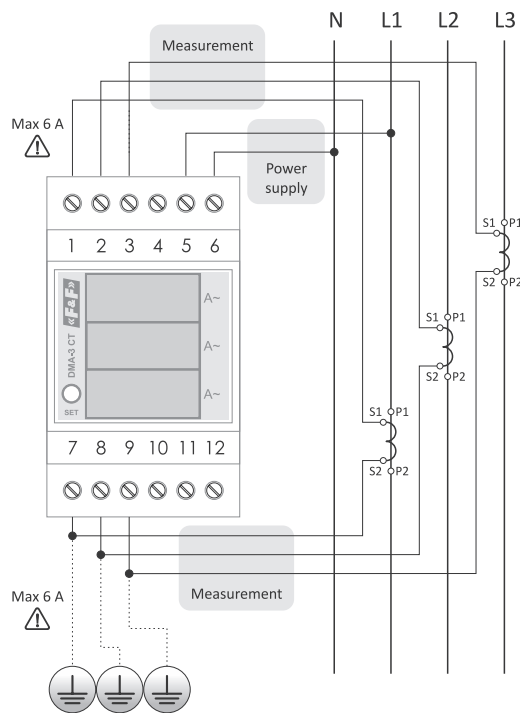 N L1 L2 L3
Measurement
Max 6 A
Power
supply
1 2 3 4 5 6
S1 P1
S2 P2
«F&F»
DMA-3 CT
SET
A~
A~
A~
S1 P1
S2 P2
S1 P1
S2 P2
7 8 9 10 11 12
Measurement
Max 6 A